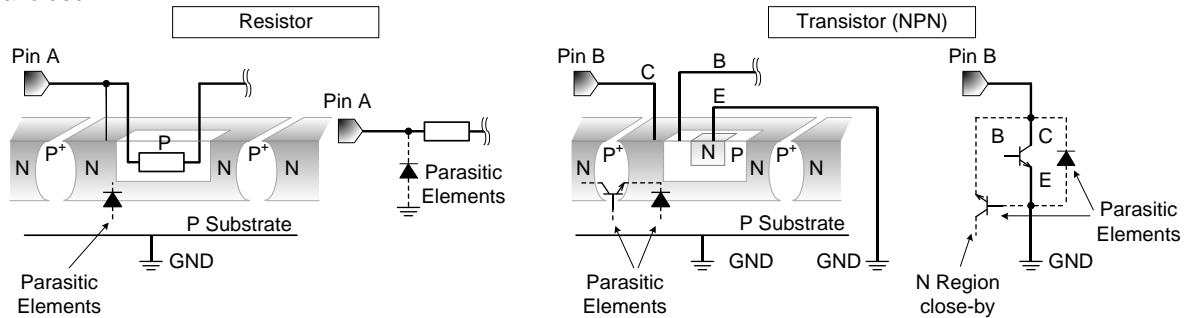 Resistor
Transistor (NPN)
Pin A
Pin B
Pin B
C
B
E
Pin A
N
P+
N
P
P+
N
N
Parasitic
Elements
P Substrate
GND
Parasitic
Elements
N
P+
N
N
P
P+
N
N
P Substrate
GND
GND
Parasitic
Elements
B
C
E
Parasitic
Elements
GND
N Region
close-by